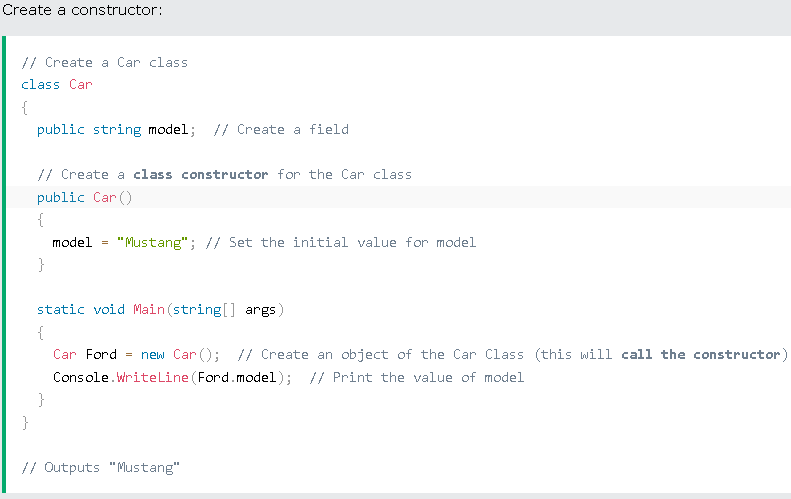 Create a constructor:
// Create a Car class
class Car
{
public string model;  // Create a field
// Create a class constructor for the Car class
public Car()
{
model = "Mustang"; // Set the initial value for model
}
static void Main(string[] args)
{
Car Ford = new Car();  // Create an object of the Car Class (this will call the constructor)
Console.WriteLine(Ford.model);  // Print the value of model
}
}
// Outputs "Mustang"